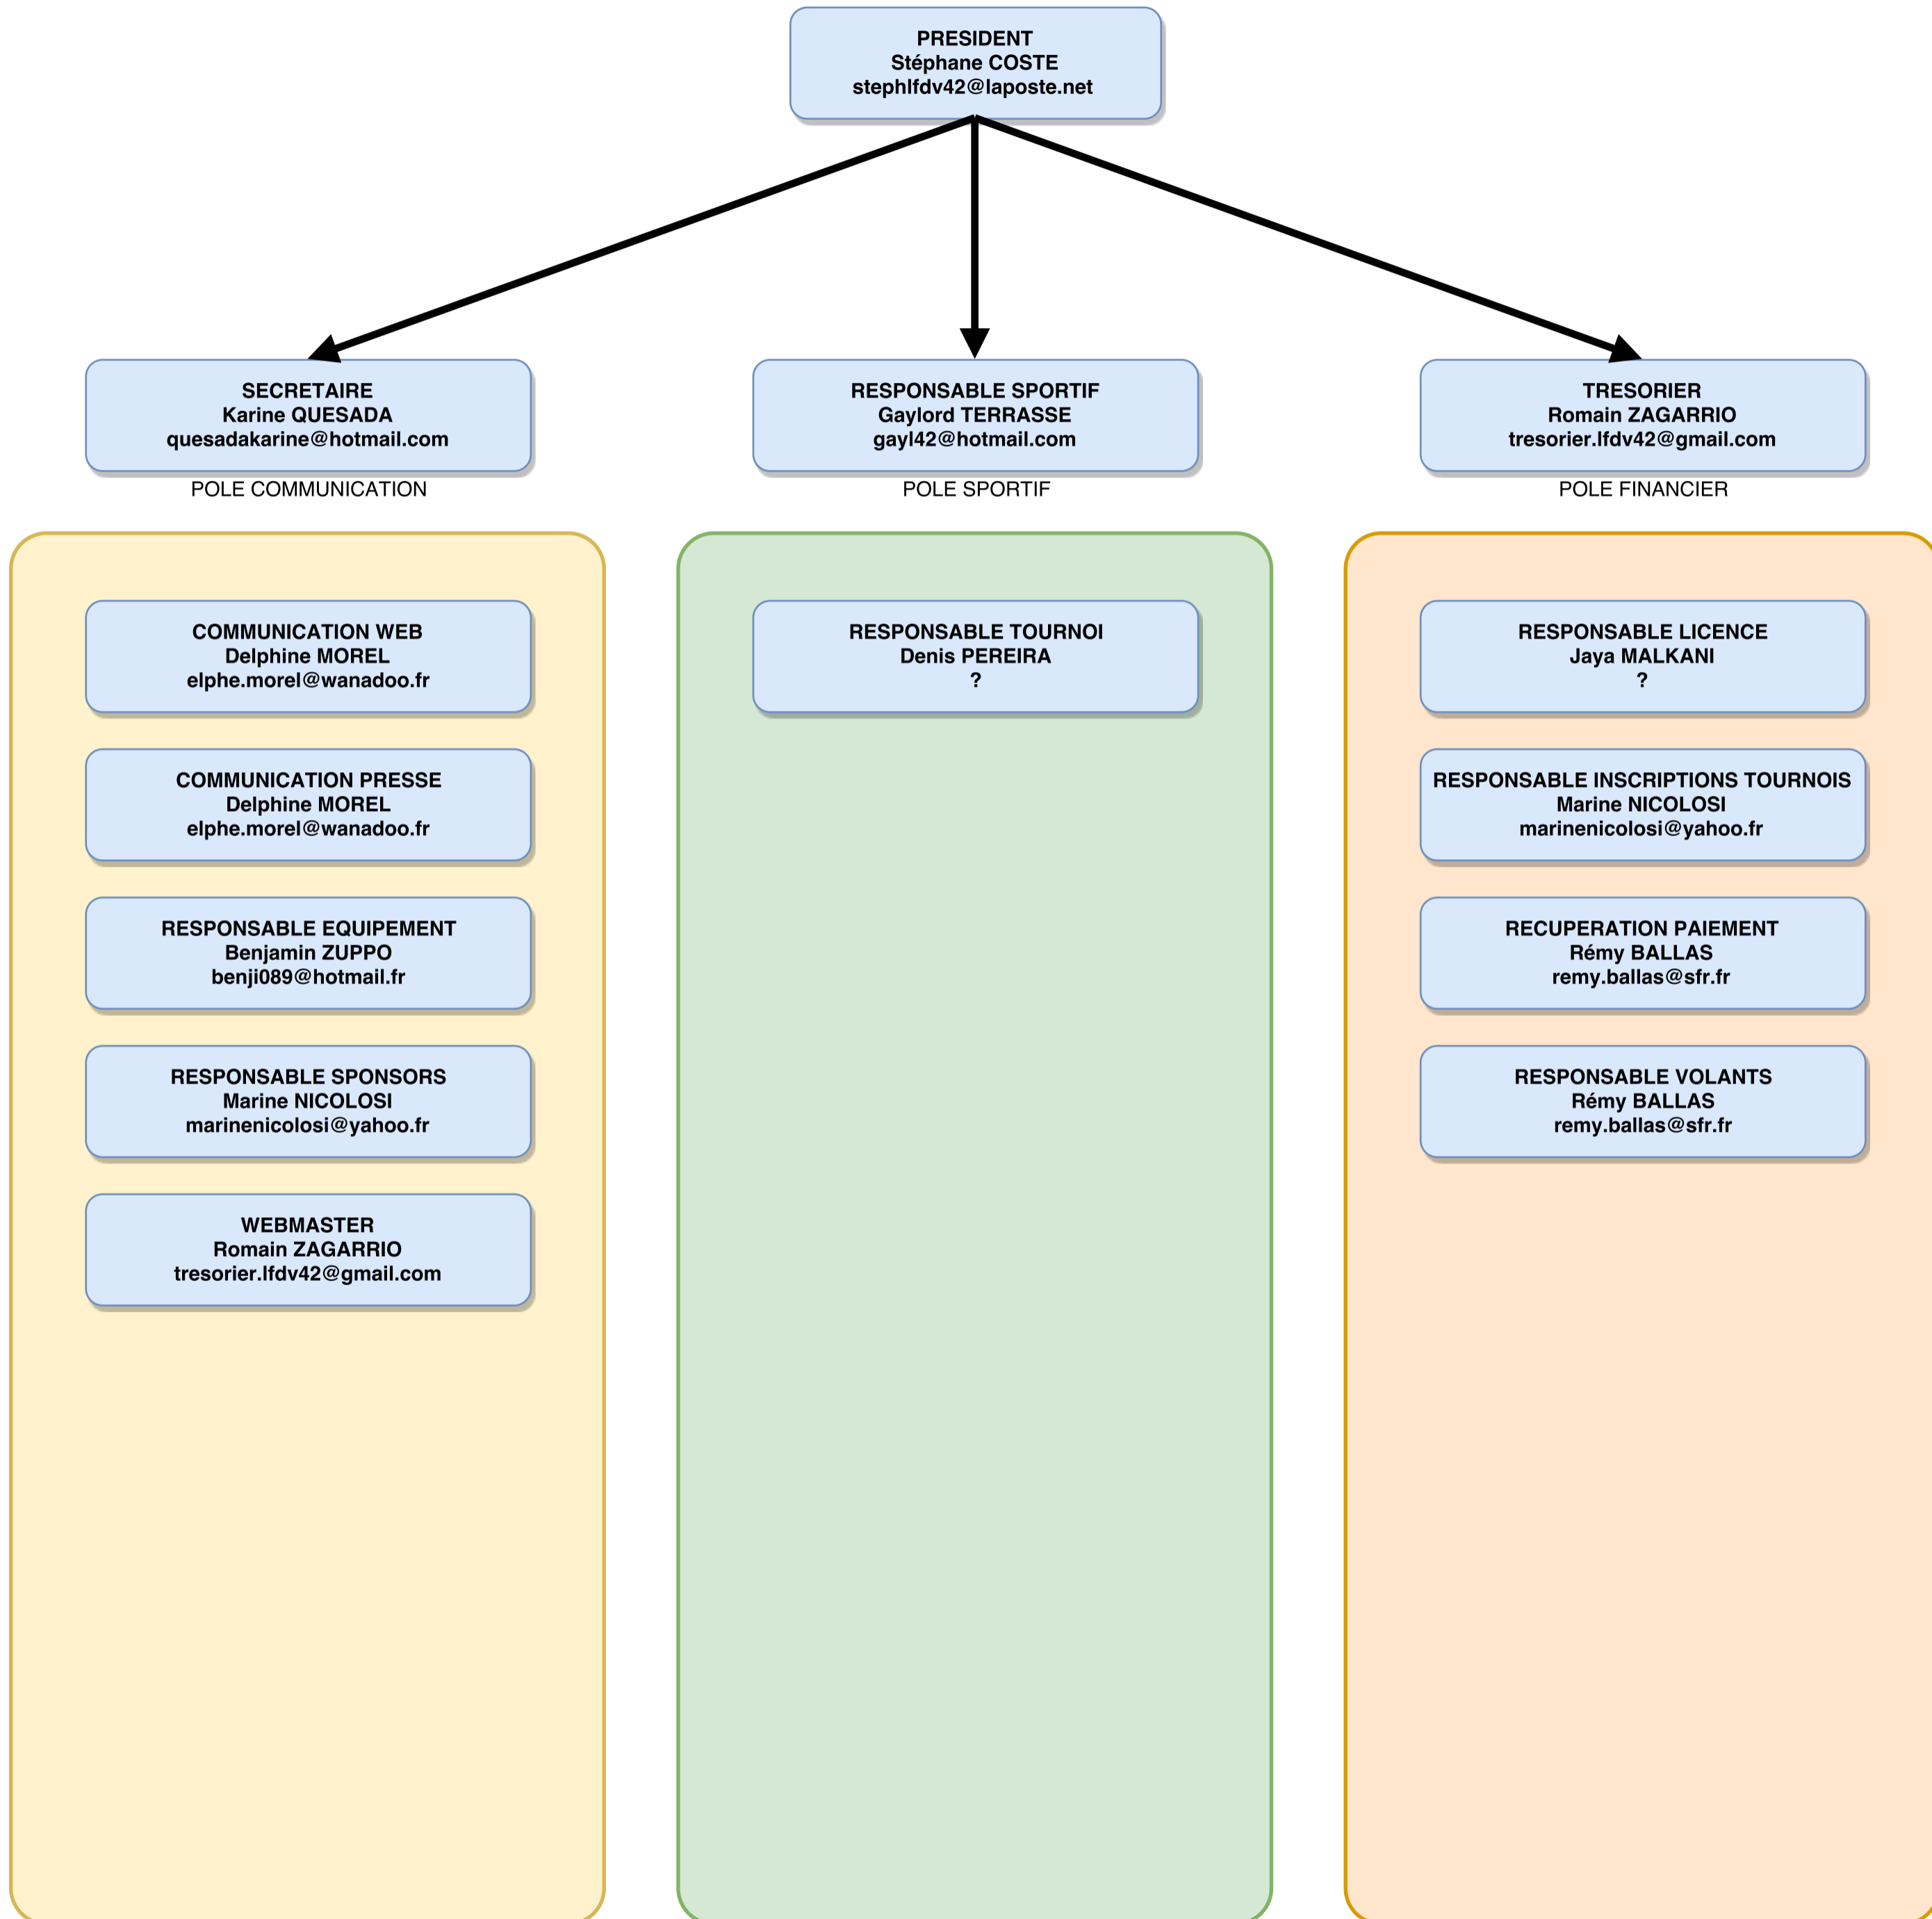 PRESIDENT
Stéphane COSTE
stephlfdv42@laposte.net
SECRETAIRE
Karine QUESADA
quesadakarine@hotmail.com
POLE COMMUNICATION
RESPONSABLE SPORTIF
Gaylord TERRASSE
gayl42@hotmail.com
POLE SPORTIF
TRESORIER
Romain ZAGARRIO
tresorier.lfdv42@gmail.com
POLE FINANCIER
COMMUNICATION WEB
Delphine MOREL
elphe.morel@wanadoo.fr
COMMUNICATION PRESSE
Delphine MOREL
elphe.morel@wanadoo.fr
RESPONSABLE EQUIPEMENT
Benjamin ZUPPO
benji089@hotmail.fr
RESPONSABLE SPONSORS
Marine NICOLOSI
marinenicolosi@yahoo.fr
WEBMASTER
Romain ZAGARRIO
tresorier.lfdv42@gmail.com
RESPONSABLE TOURNOI
Denis PEREIRA
?
RESPONSABLE LICENCE
Jaya MALKANI
?
RESPONSABLE INSCRIPTIONS TOURNOIS
Marine NICOLOSI
marinenicolosi@yahoo.fr
RECUPERATION PAIEMENT
Rémy BALLAS
remy.ballas@sfr.fr
RESPONSABLE VOLANTS
Rémy BALLAS
remy.ballas@sfr.fr